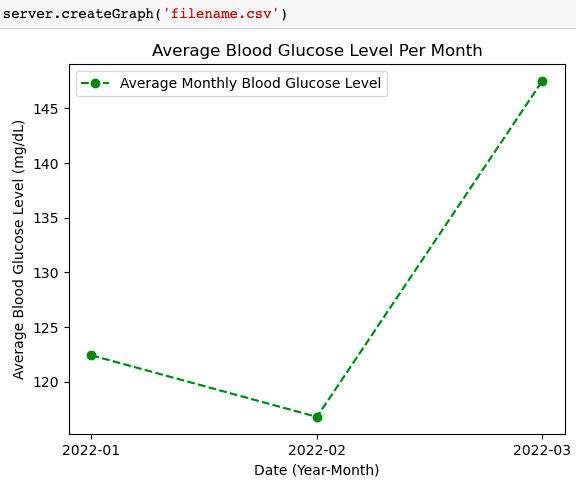 server.createGraph('filename.csv')
Average Blood Glucose Level Per Month
Average Monthly Blood Glucose Level
Average Blood Glucose Level (mg/dL)
145
140
135
130
125
120
2022-01 2022-02 2022-03
Date (Year-Month)